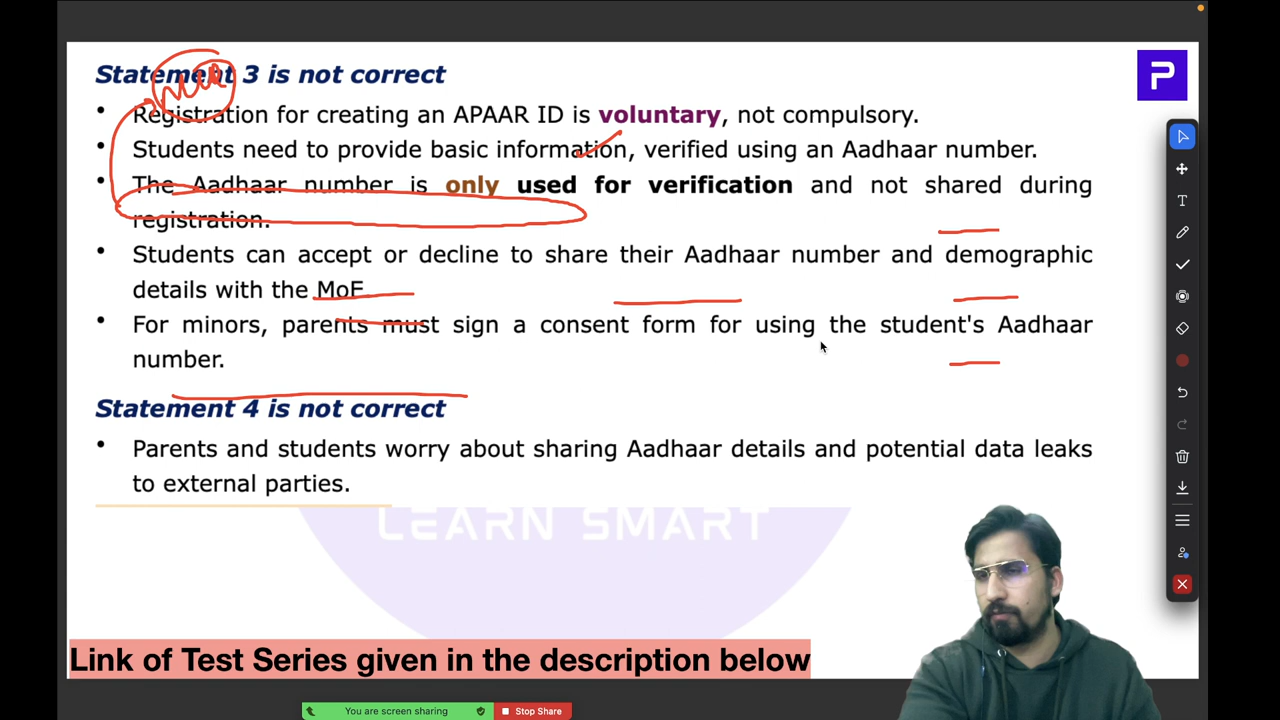 Statement 3 is not correct
• Registration for creating an APAAR ID is voluntary, not compulsory.
• Students need to provide basic information, verified using an Aadhaar number.
• The Aadhaar number is only used for verification and not shared during
registration.
• Students can accept or decline to share their Aadhaar number and demographic
details with the MoE.
• For minors, parents must sign a consent form for using the student's Aadhaar
number.
Statement 4 is not correct
• Parents and students worry about sharing Aadhaar details and potential data leaks
to external parties.
LEARN SMART
Link of Test Series given in the description below
You are screen sharing
Stop Share